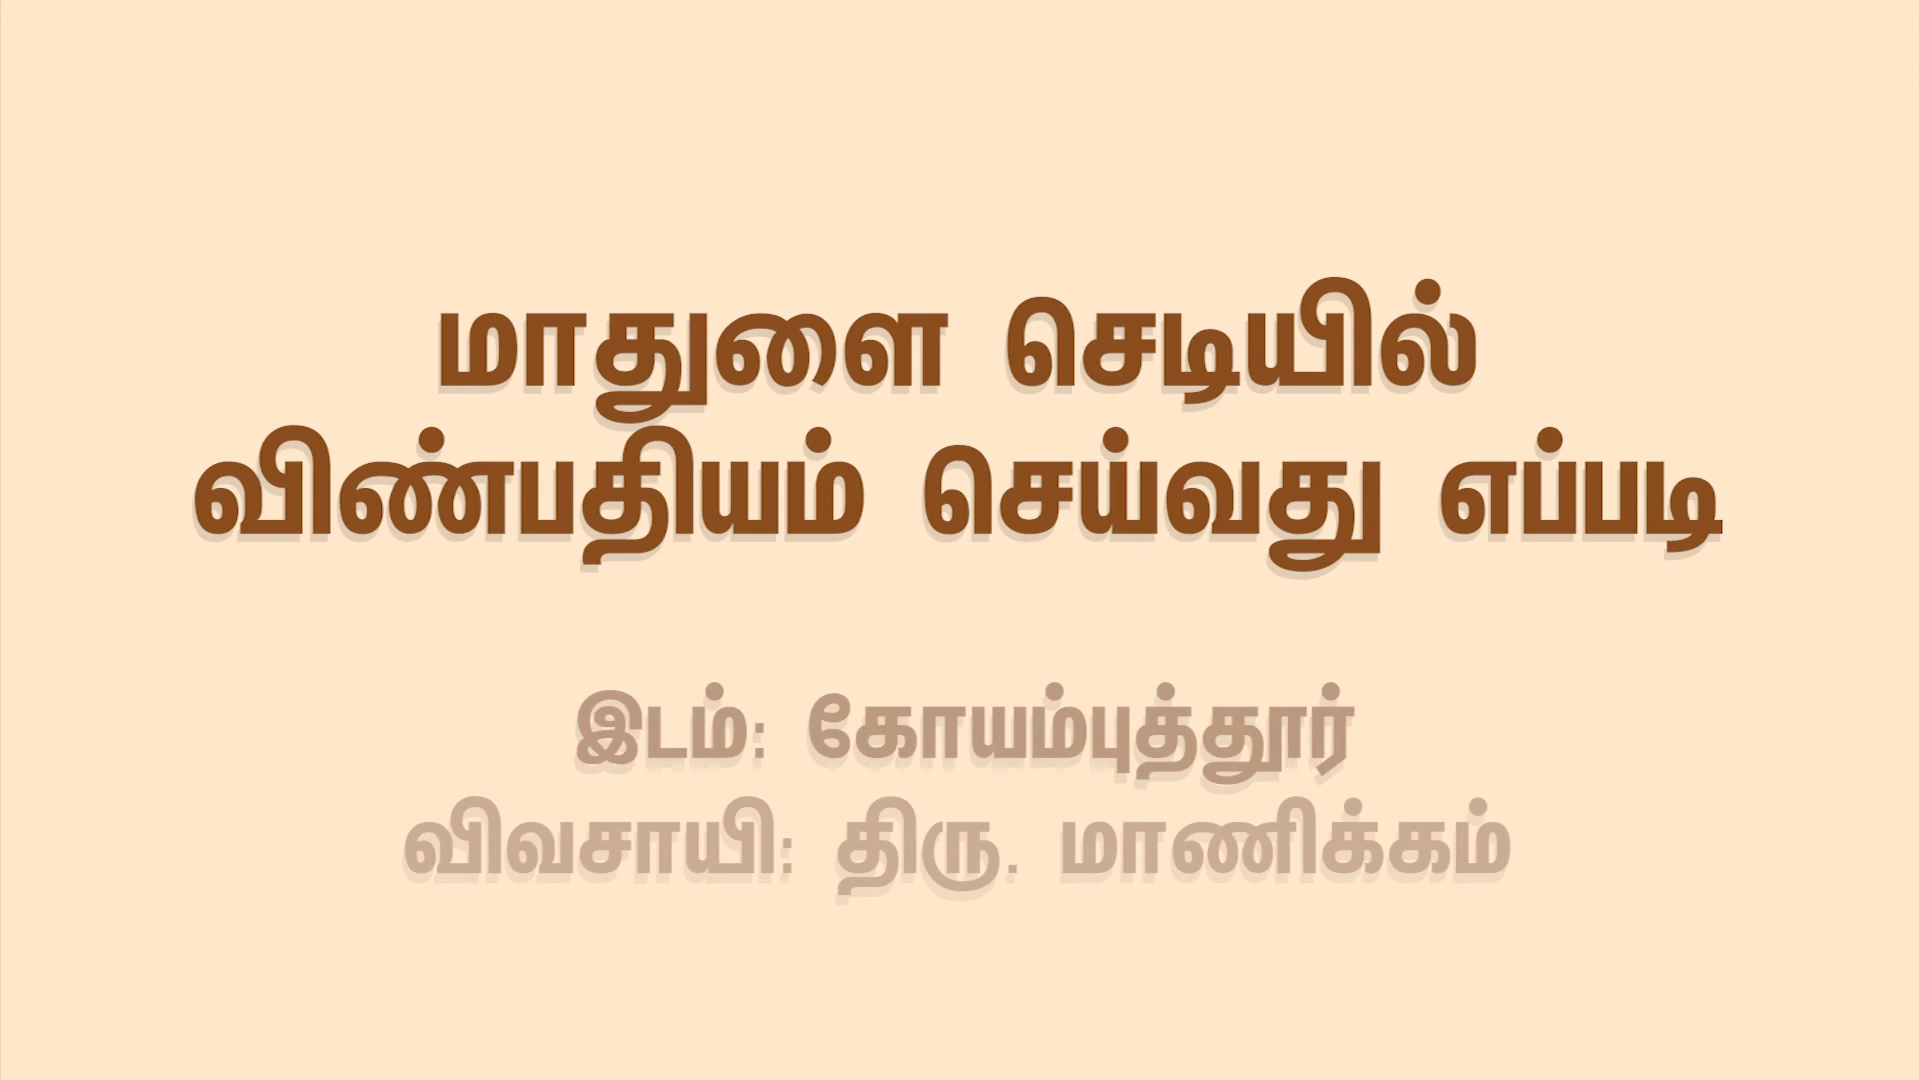 மாதுளை செடியில்
விண்பதியம் செய்வது எப்படி
இடம்: கோயம்புத்தூர்
விவசாயி: திரு. மாணிக்கம்